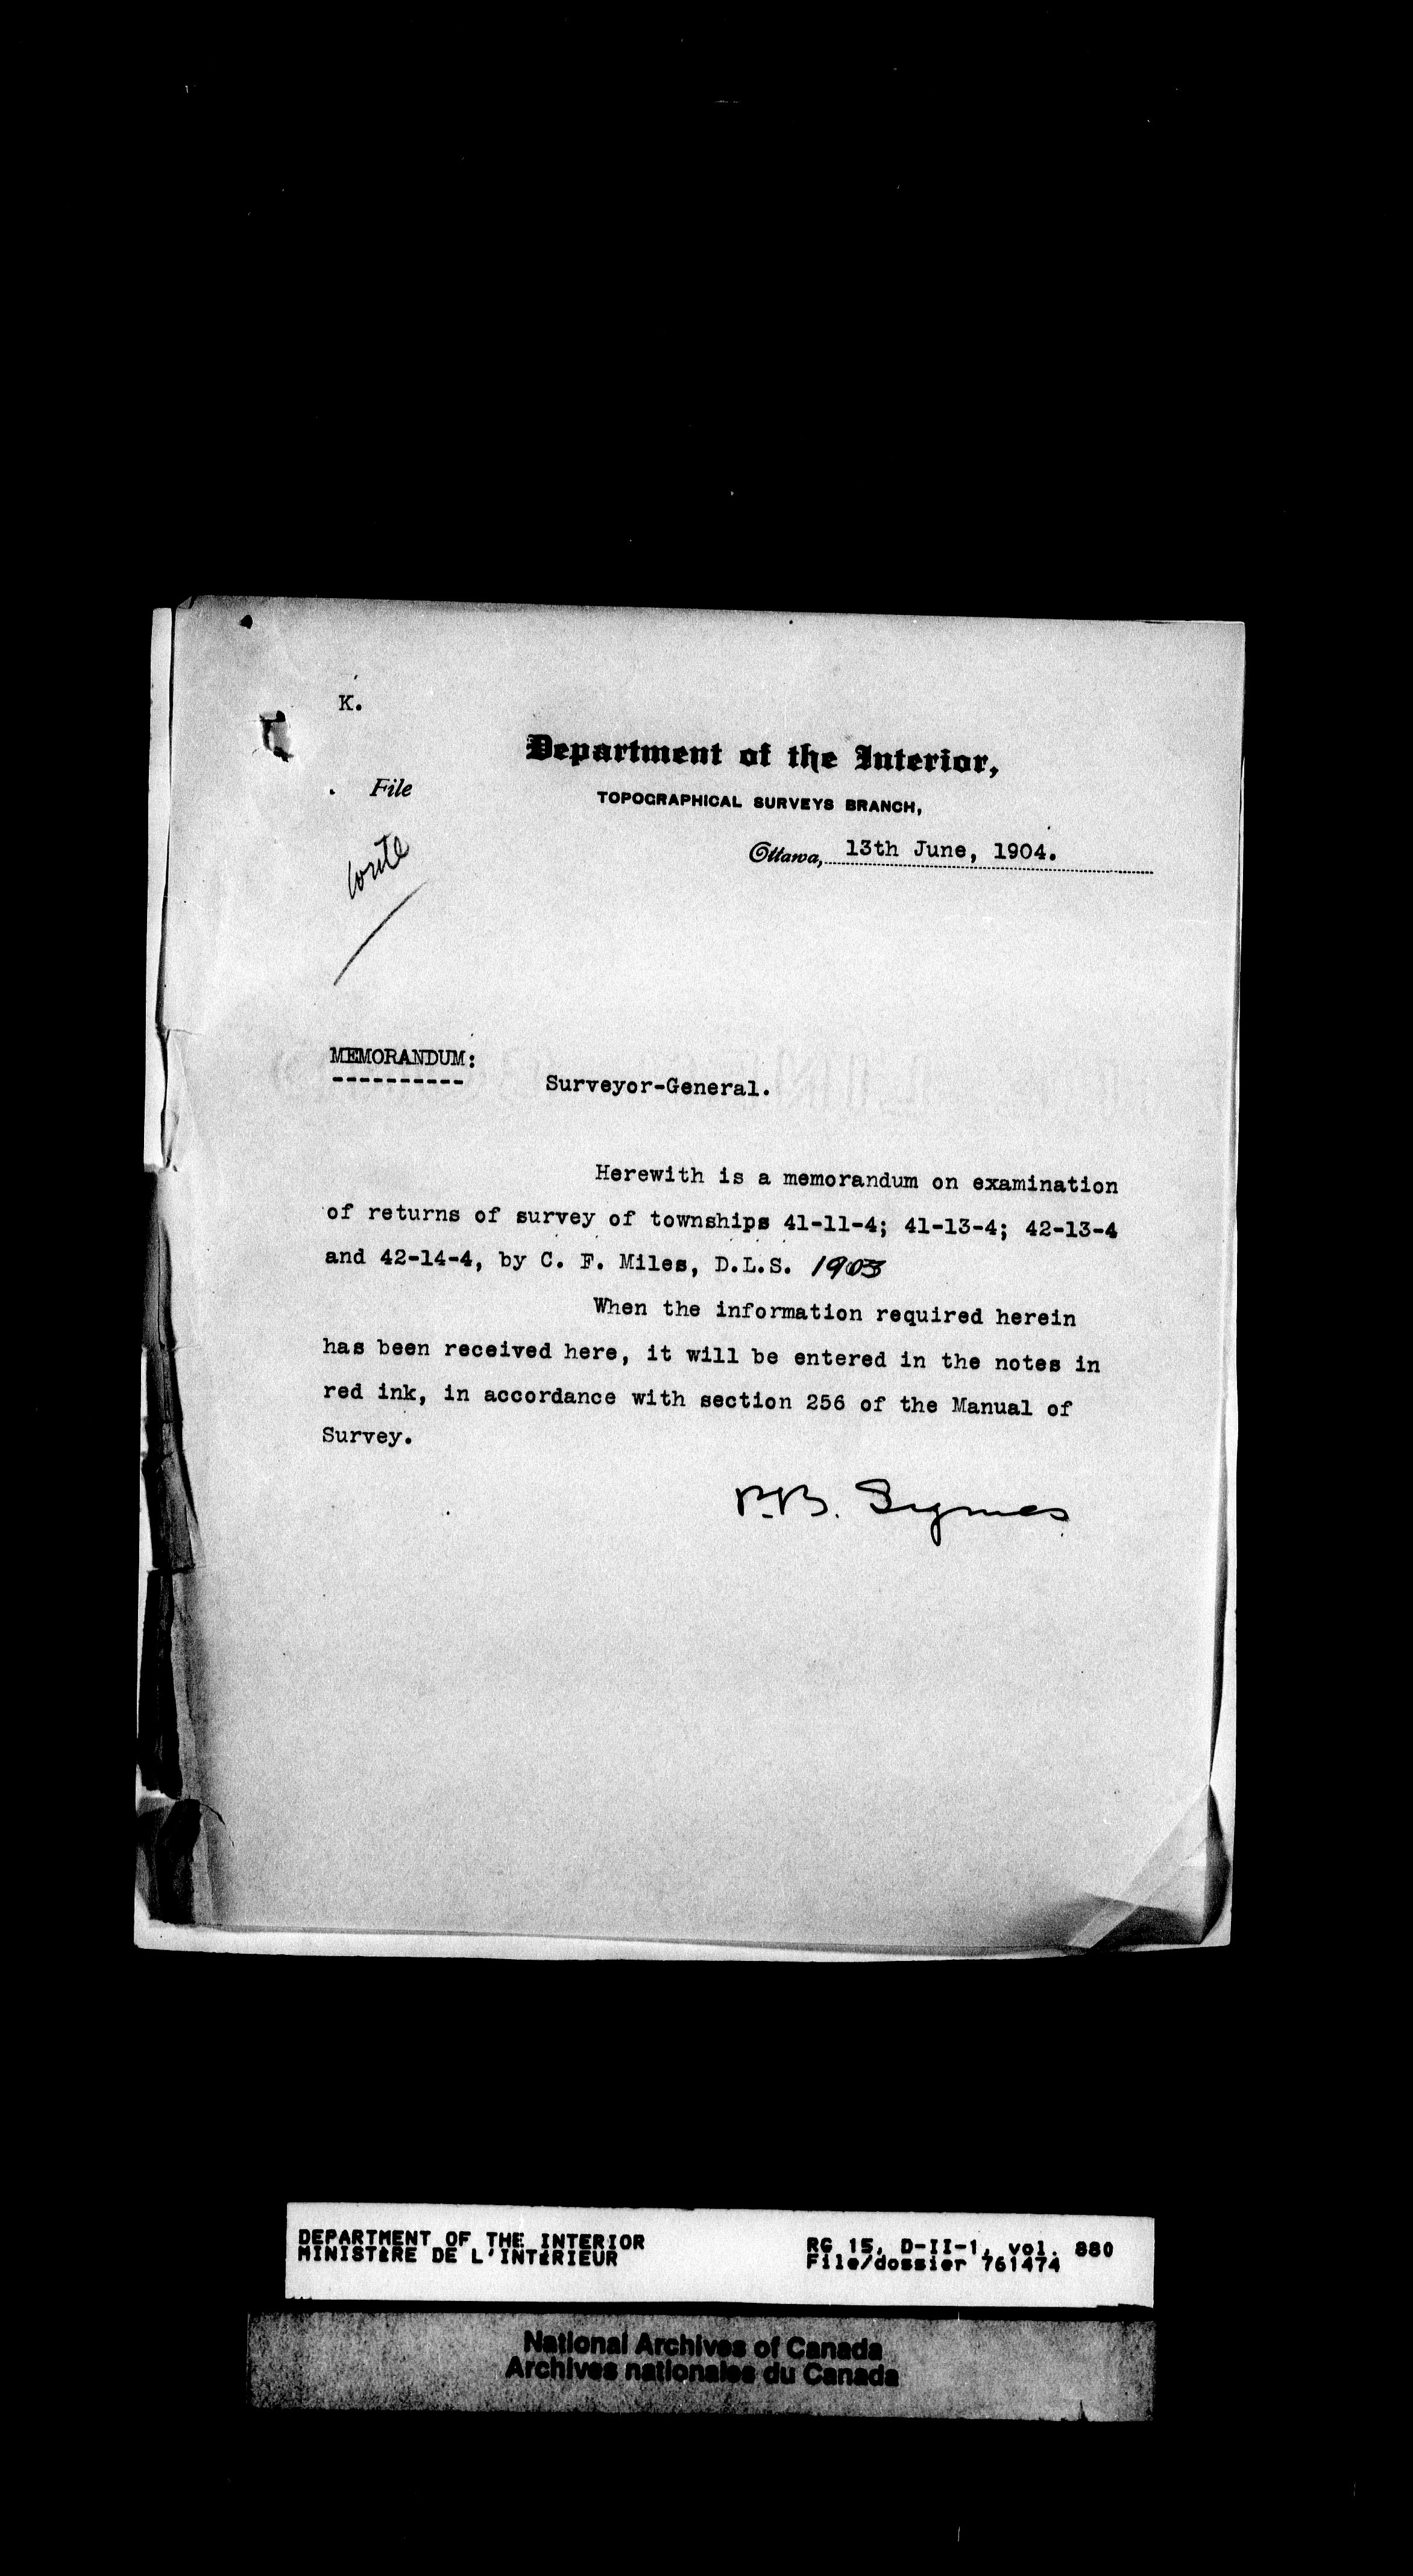 K.
Department of the Interior,
File
TOPOGRAPHICAL SURVEYS BRANCH,
write
Ottawa, 13th June, 1904.
MEMORANDUM:
Surveyor-General.
Herewith is a memorandum on examination
of returns of survey of townships 41-11-4; 41-13-4; 42-13-4
and 42-14-4, by C. F. Miles, D.L.S. 1903
When the information required herein
has been received here, it will be entered in the notes in
red ink, in accordance with section 256 of the Manual of
Survey.
P.B. Symes
DEPARTMENT OF THE INTERIOR
MINISTÈRE DE L'INTÉRIEUR
RG 15, D-II-1, vol. 880
File/dossier 761474
National Archives of Canada
Archives nationales du Canada